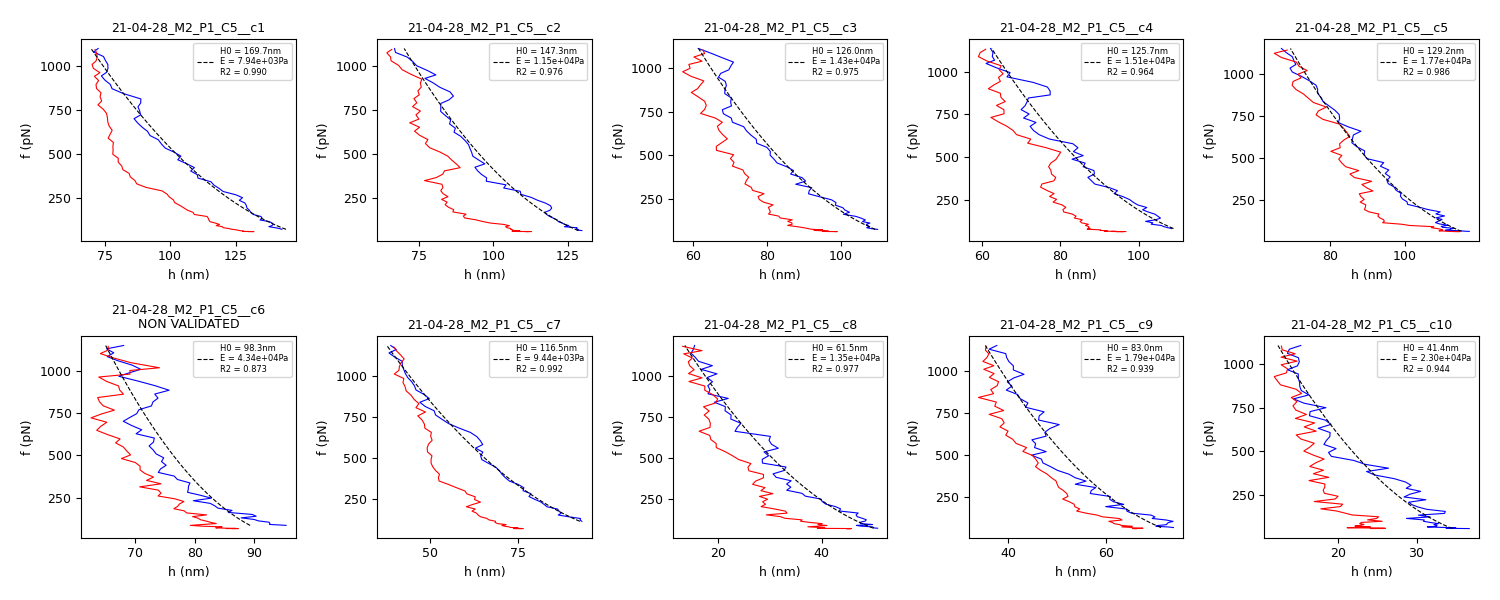 21-04-28_M2_P1_C5__c1
H0 = 169.7nm
E = 7.94e+03Pa
R2 = 0.990
1000
750
500
250
f (pN)
75 100 125
h (nm)
21-04-28_M2_P1_C5__c2
H0 = 147.3nm
E = 1.15e+04Pa
R2 = 0.976
1000
750
500
250
f (pN)
75 100 125
h (nm)
21-04-28_M2_P1_C5__c3
H0 = 126.0nm
E = 1.43e+04Pa
R2 = 0.975
1000
750
500
250
f (pN)
60 80 100
h (nm)
21-04-28_M2_P1_C5__c4
H0 = 125.7nm
E = 1.51e+04Pa
R2 = 0.964
1000
750
500
250
f (pN)
60 80 100
h (nm)
21-04-28_M2_P1_C5__c5
H0 = 129.2nm
E = 1.77e+04Pa
R2 = 0.986
1000
750
500
250
f (pN)
80 100
h (nm)
21-04-28_M2_P1_C5__c6
NON VALIDATED
H0 = 98.3nm
E = 4.34e+04Pa
R2 = 0.873
1000
750
500
250
f (pN)
70 80 90
h (nm)
21-04-28_M2_P1_C5__c7
H0 = 116.5nm
E = 9.44e+03Pa
R2 = 0.992
1000
750
500
250
f (pN)
50 75
h (nm)
21-04-28_M2_P1_C5__c8
H0 = 61.5nm
E = 1.35e+04Pa
R2 = 0.977
1000
750
500
250
f (pN)
20 40
h (nm)
21-04-28_M2_P1_C5__c9
H0 = 83.0nm
E = 1.79e+04Pa
R2 = 0.939
1000
750
500
250
f (pN)
40 60
h (nm)
21-04-28_M2_P1_C5__c10
H0 = 41.4nm
E = 2.30e+04Pa
R2 = 0.944
1000
750
500
250
f (pN)
20 30
h (nm)